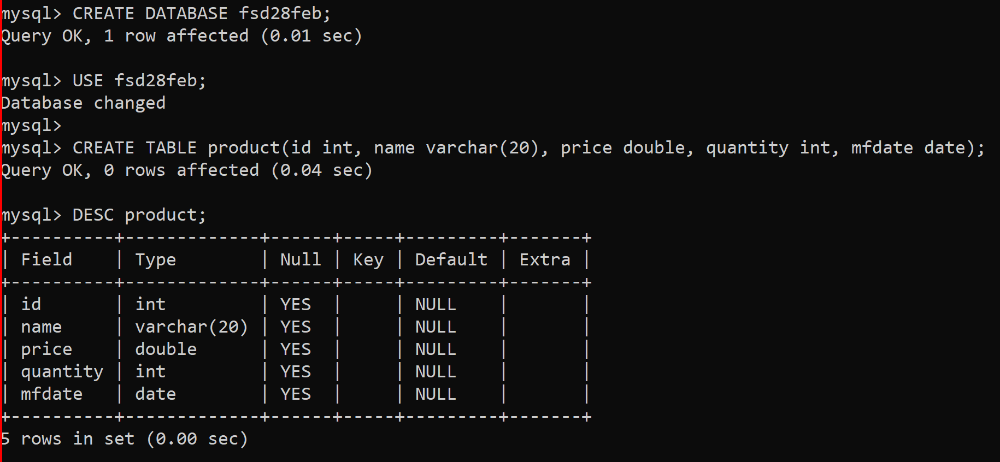 mysql> CREATE DATABASE fsd28feb;
Query OK, 1 row affected (0.01 sec)
mysql> USE fsd28feb;
Database changed
mysql>
mysql> CREATE TABLE product(id int, name varchar(20), price double, quantity int, mfdate date);
Query OK, 0 rows affected (0.04 sec)
mysql> DESC product;
+----------+-------------+------+-----+---------+-------+
| Field    | Type        | Null | Key | Default | Extra |
+----------+-------------+------+-----+---------+-------+
| id       | int         | YES  |     | NULL    |       |
| name     | varchar(20) | YES  |     | NULL    |       |
| price    | double      | YES  |     | NULL    |       |
| quantity | int         | YES  |     | NULL    |       |
| mfdate   | date        | YES  |     | NULL    |       |
+----------+-------------+------+-----+---------+-------+
5 rows in set (0.00 sec)